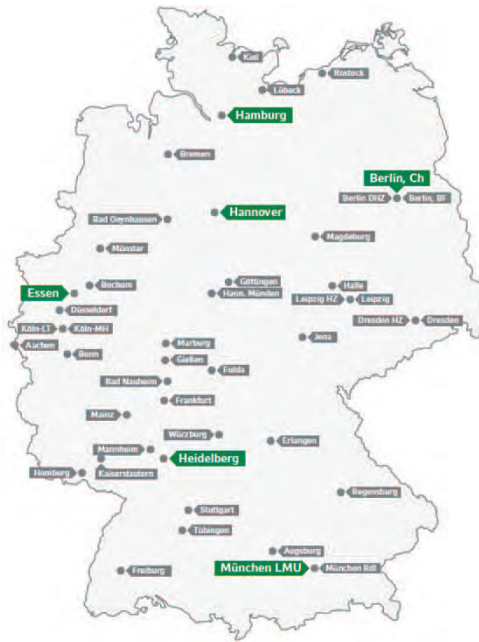 Kiel
Rostock
Lübeck
Hamburg
Bremen
Berlin, Ch
Berlin DHZ
Berlin, BF
Hannover
Bad Oeynhausen
Magdeburg
Münster
Göttingen
Bochum
Halle
Essen
Hann. Münden
Leipzig HZ
Leipzig
Düsseldorf
Dresden HZ
Dresden
Köln-LT
Köln-MH
Jena
Aachen
Marburg
Bonn
Gießen
Fulda
Bad Nauheim
Frankfurt
Mainz
Würzburg
Erlangen
Mannheim
Heidelberg
Homburg
Kaiserslautern
Regensburg
Stuttgart
Tübingen
Augsburg
München LMU
München Rdl
Freiburg